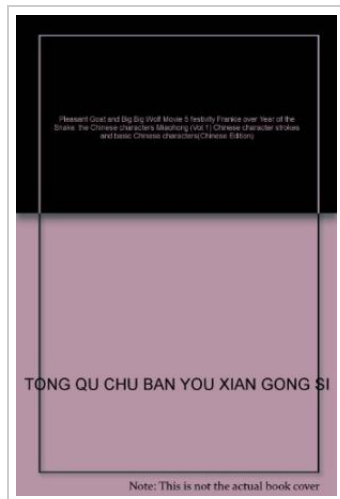 Pleasant Goat and Big Big Wolf Movie 5 festivity Frankie over Year of the
Snake: the Chinese characters Miaohong (Vol.1) Chinese character strokes
and basic Chinese characters(Chinese Edition)
TONG QU CHU BAN YOU XIAN GONG SI
Note: This is not the actual book cover